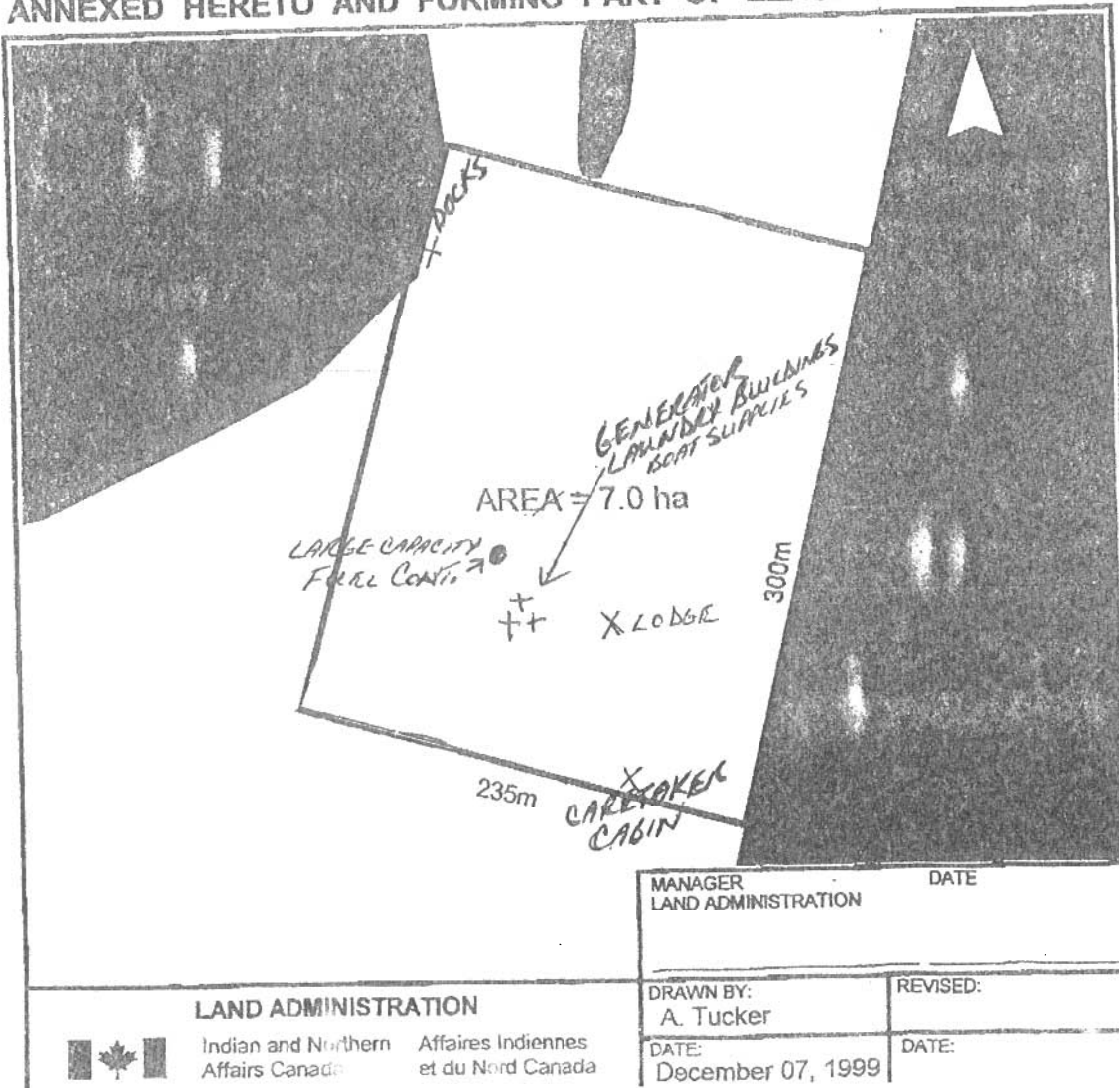 ANNEXED HERETO AND FORMING PART OF
DOCKS
GENERATOR
LAUNDRY BUILDINGS
BOAT SUPPLIES
AREA = 7.0 ha
LARGE CAPACITY
FUEL CONT.
300m
X LODGE
235m
X
CARETAKER
CABIN
MANAGER DATE
LAND ADMINISTRATION
LAND ADMINISTRATION
Indian and Northern
Affairs Canada
Affaires Indiennes
et du Nord Canada
DRAWN BY:
A. Tucker
REVISED:
DATE:
December 07, 1999
DATE: